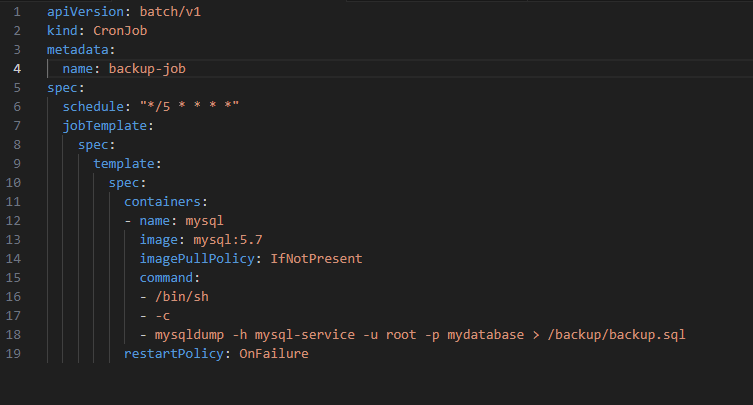 1 apiVersion: batch/v1
2 kind: CronJob
3 metadata:
4   name: backup-job
5 spec:
6   schedule: "*/5 * * * *"
7   jobTemplate:
8     spec:
9       template:
10         spec:
11           containers:
12           - name: mysql
13             image: mysql:5.7
14             imagePullPolicy: IfNotPresent
15             command:
16             - /bin/sh
17             - -c
18             - mysqldump -h mysql-service -u root -p mydatabase > /backup/backup.sql
19           restartPolicy: OnFailure